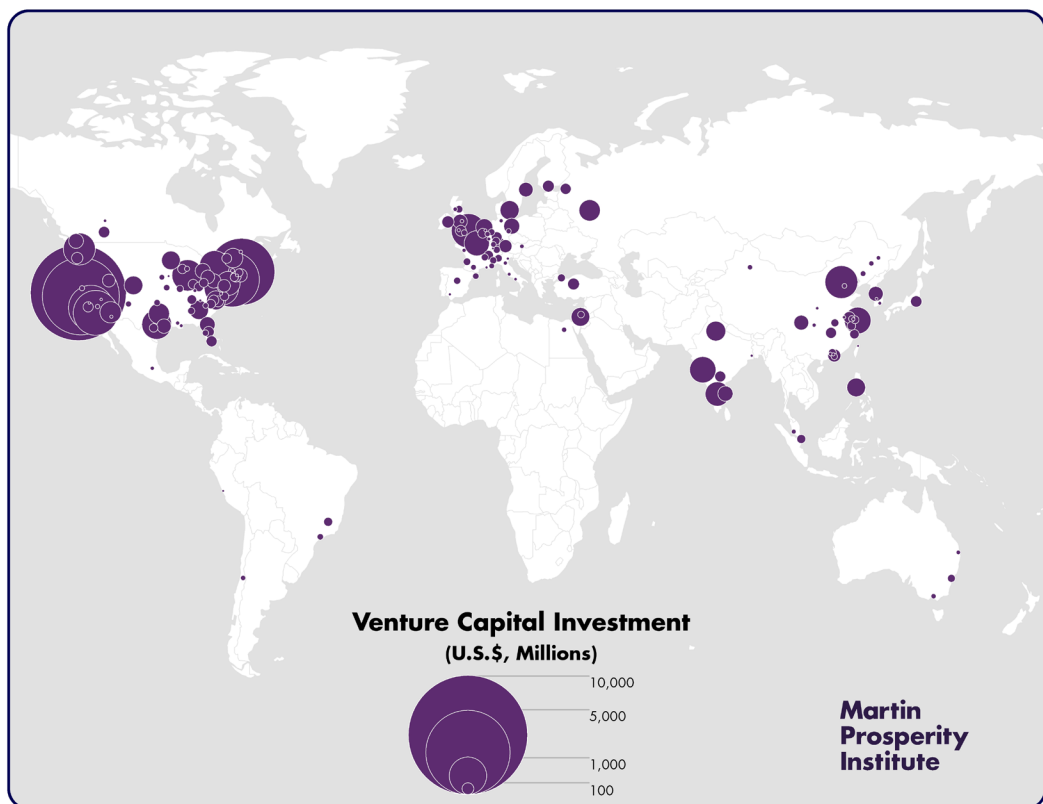 Venture Capital Investment
(U.S.$, Millions)
10,000
5,000
1,000
100
Martin
Prosperity
Institute